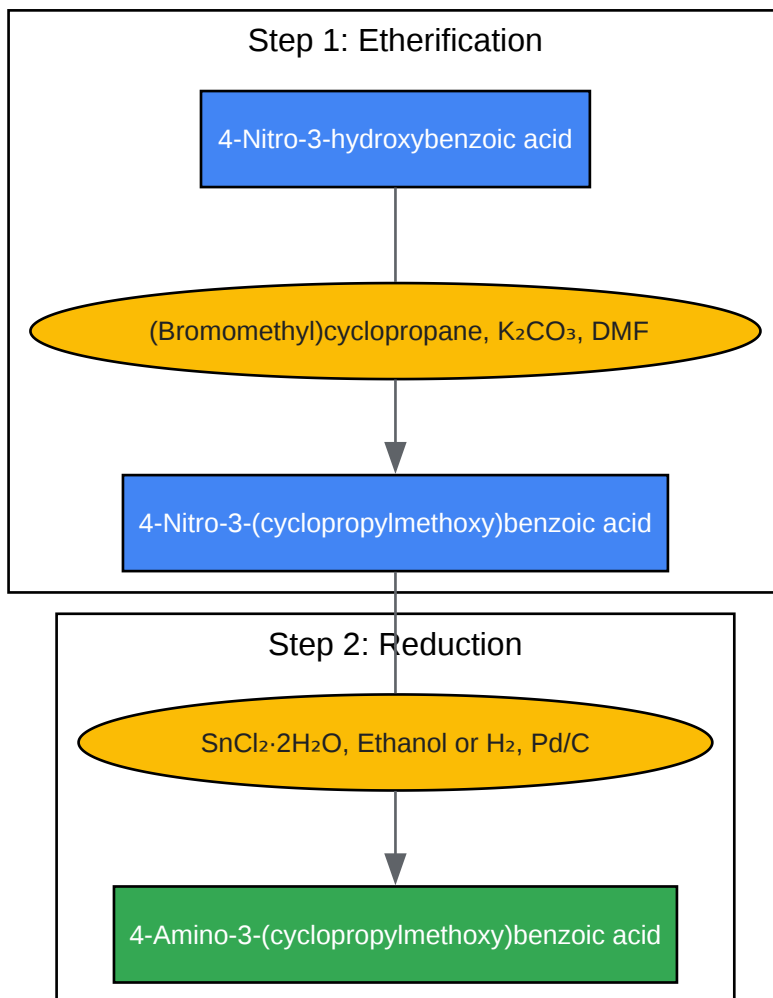 Step 1: Etherification
4-Nitro-3-hydroxybenzoic acid
(Bromomethyl)cyclopropane, K₂CO₃, DMF
4-Nitro-3-(cyclopropylmethoxy)benzoic acid
Step 2: Reduction
SnCl₂·2H₂O, Ethanol or H₂, Pd/C
4-Amino-3-(cyclopropylmethoxy)benzoic acid